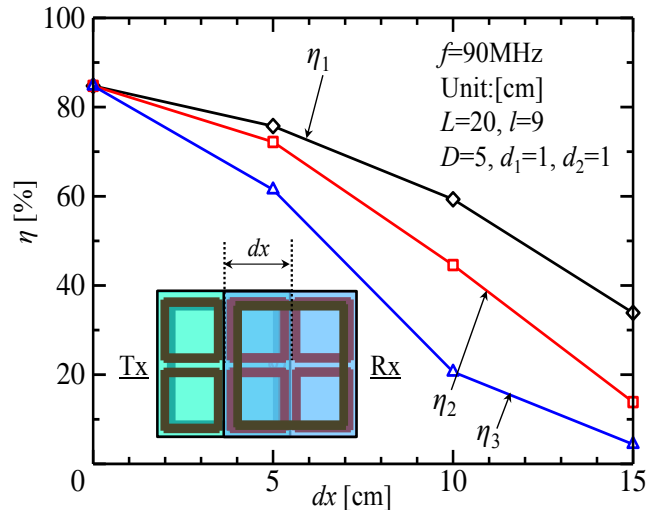 100
80
60
40
20
0
η [%]
η₁
f=90MHz
Unit:[cm]
L=20, l=9
D=5, d₁=1, d₂=1
dx
Tx
Rx
η₂
η₃
5
10
15
dx [cm]